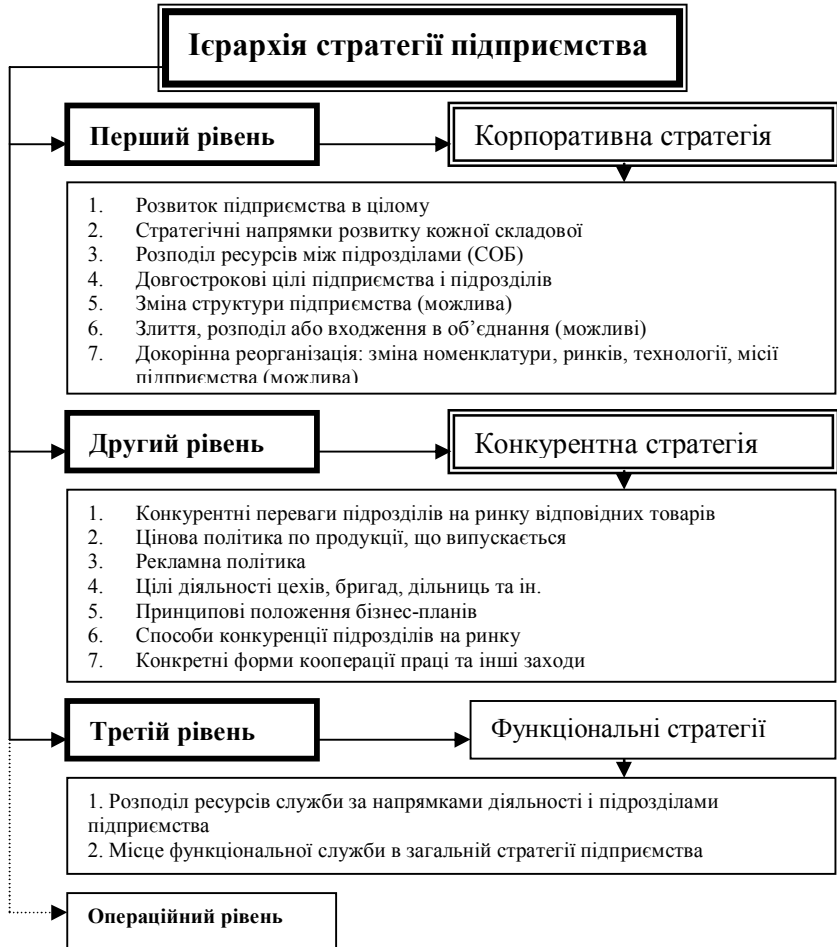 Ієрархія стратегії підприємства
Перший рівень
Корпоративна стратегія
1. Розвиток підприємства в цілому
2. Стратегічні напрямки розвитку кожної складової
3. Розподіл ресурсів між підрозділами (СОБ)
4. Довгострокові цілі підприємства і підрозділів
5. Зміна структури підприємства (можлива)
6. Злиття, розподіл або входження в об’єднання (можливі)
7. Докорінна реорганізація: зміна номенклатури, ринків, технології, місії
підприємства (можлива)
Другий рівень
Конкурентна стратегія
1. Конкурентні переваги підрозділів на ринку відповідних товарів
2. Цінова політика по продукції, що випускається
3. Рекламна політика
4. Цілі діяльності цехів, бригад, дільниць та ін.
5. Принципові положення бізнес-планів
6. Способи конкуренції підрозділів на ринку
7. Конкретні форми кооперації праці та інші заходи
Третій рівень
Функціональні стратегії
1. Розподіл ресурсів служби за напрямками діяльності і підрозділами
підприємства
2. Місце функціональної служби в загальній стратегії підприємства
Операційний рівень